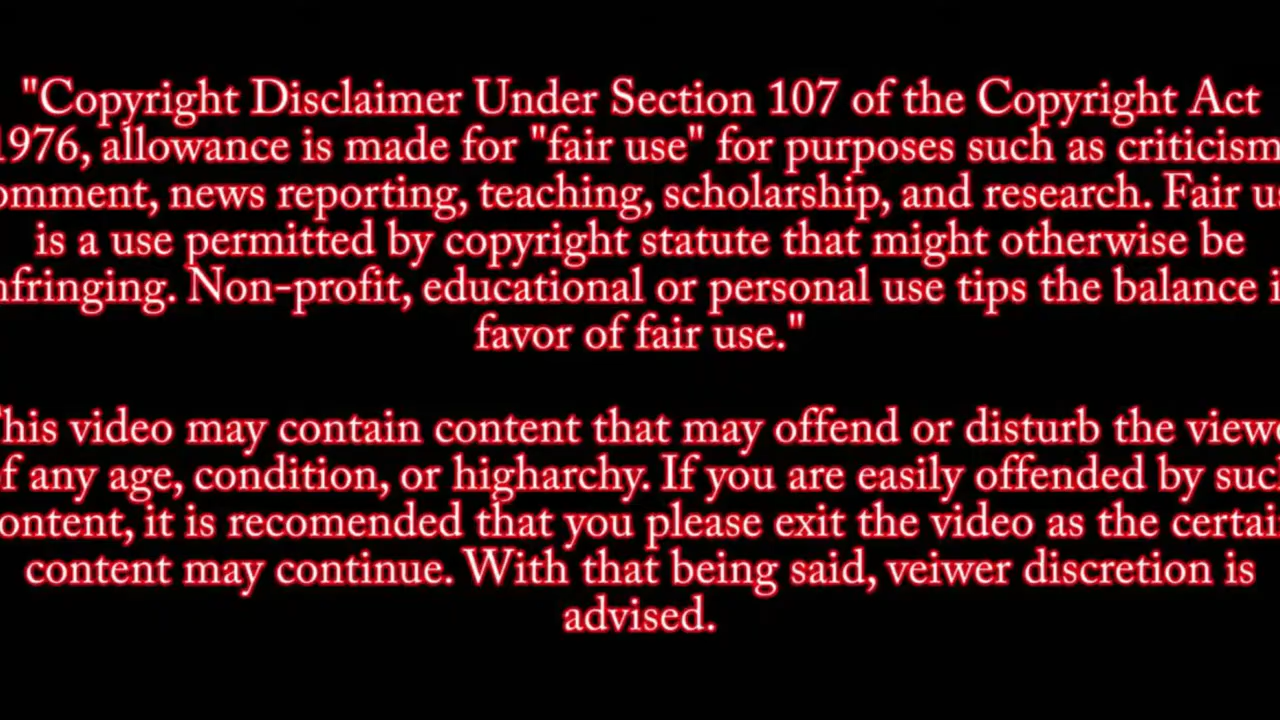 "Copyright Disclaimer Under Section 107 of the Copyright Act
1976, allowance is made for "fair use" for purposes such as criticism
omment, news reporting, teaching, scholarship, and research. Fair u
is a use permitted by copyright statute that might otherwise be
nfringing. Non-profit, educational or personal use tips the balance i
favor of fair use."
his video may contain content that may offend or disturb the viewe
f any age, condition, or higharchy. If you are easily offended by suc
ontent, it is recomended that you please exit the video as the certai
content may continue. With that being said, veiwer discretion is
advised.